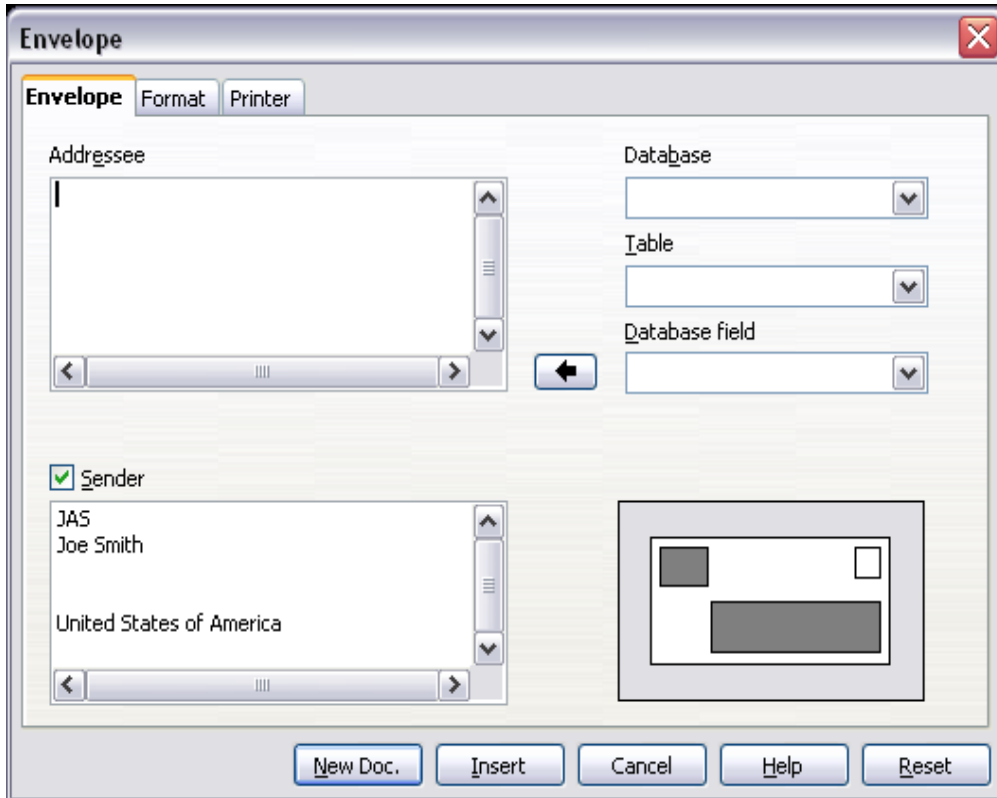 Envelope
Envelope Format Printer
Addressee
Database
Table
Database field
Sender
JAS
Joe Smith
United States of America
New Doc. Insert Cancel Help Reset